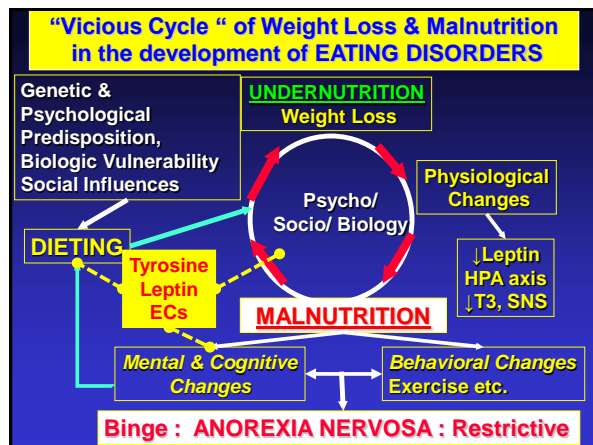 “Vicious Cycle “ of Weight Loss & Malnutrition
in the development of EATING DISORDERS
Genetic &
Psychological
Predisposition,
Biologic Vulnerability
Social Influences
UNDERNUTRITION
Weight Loss
Psycho/
Socio/ Biology
Physiological
Changes
DIETING
Tyrosine
Leptin
ECs
↓Leptin
HPA axis
↓T3, SNS
MALNUTRITION
Mental & Cognitive
Changes
Behavioral Changes
Exercise etc.
Binge : ANOREXIA NERVOSA : Restrictive